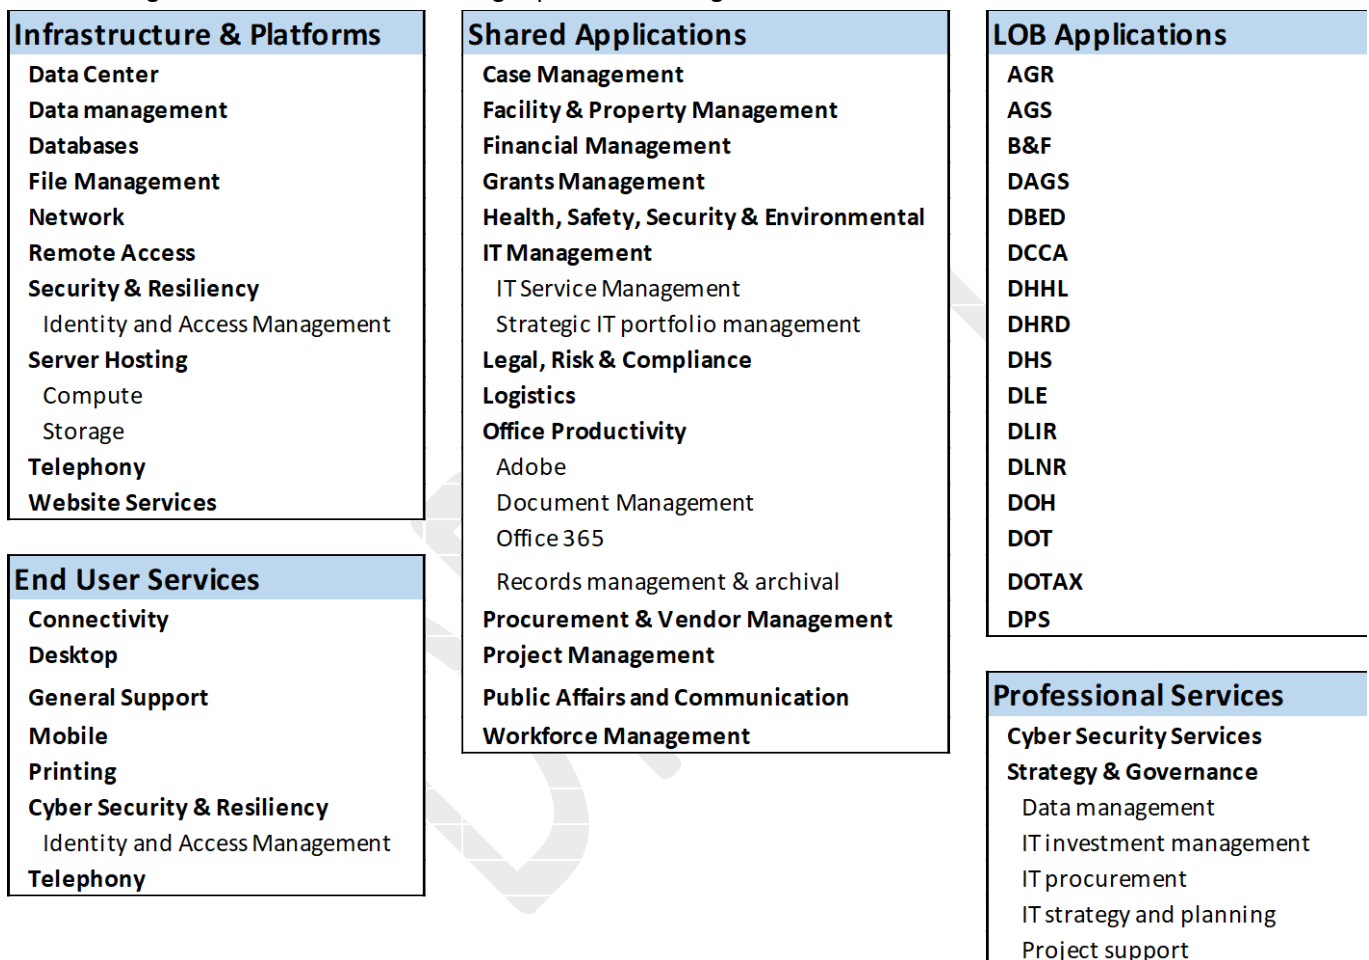 Infrastructure & Platforms
Data Center
Data management
Databases
File Management
Network
Remote Access
Security & Resiliency
Identity and Access Management
Server Hosting
Compute
Storage
Telephony
Website Services
End User Services
Connectivity
Desktop
General Support
Mobile
Printing
Cyber Security & Resiliency
Identity and Access Management
Telephony
Shared Applications
Case Management
Facility & Property Management
Financial Management
Grants Management
Health, Safety, Security & Environmental
IT Management
IT Service Management
Strategic IT portfolio management
Legal, Risk & Compliance
Logistics
Office Productivity
Adobe
Document Management
Office 365
Records management & archival
Procurement & Vendor Management
Project Management
Public Affairs and Communication
Workforce Management
LOB Applications
AGR
AGS
B&F
DAGS
DBED
DCCA
DHHL
DHRD
DHS
DLE
DLIR
DLNR
DOH
DOT
DOTAX
DPS
Professional Services
Cyber Security Services
Strategy & Governance
Data management
IT investment management
IT procurement
IT strategy and planning
Project support